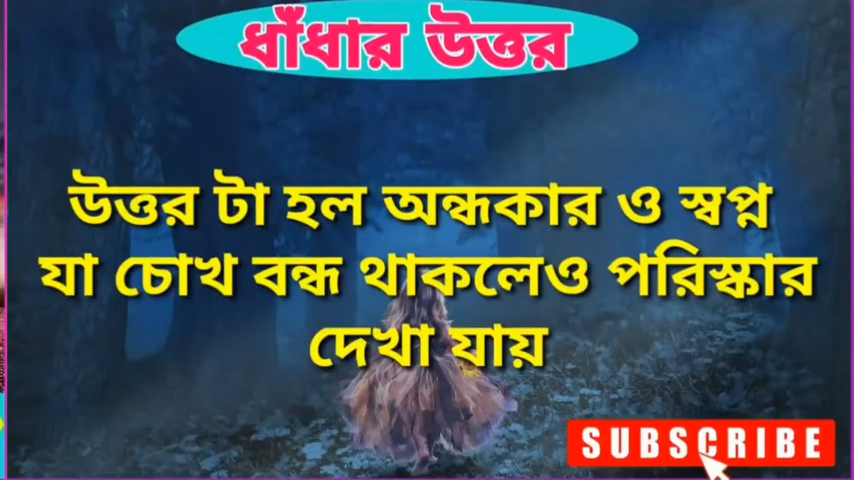 ধাঁধার উত্তর
উত্তর টা হল অন্ধকার ও স্বপ্ন
যা চোখ বন্ধ থাকলেও পরিস্কার
দেখা যায়
SUBSCRIBE